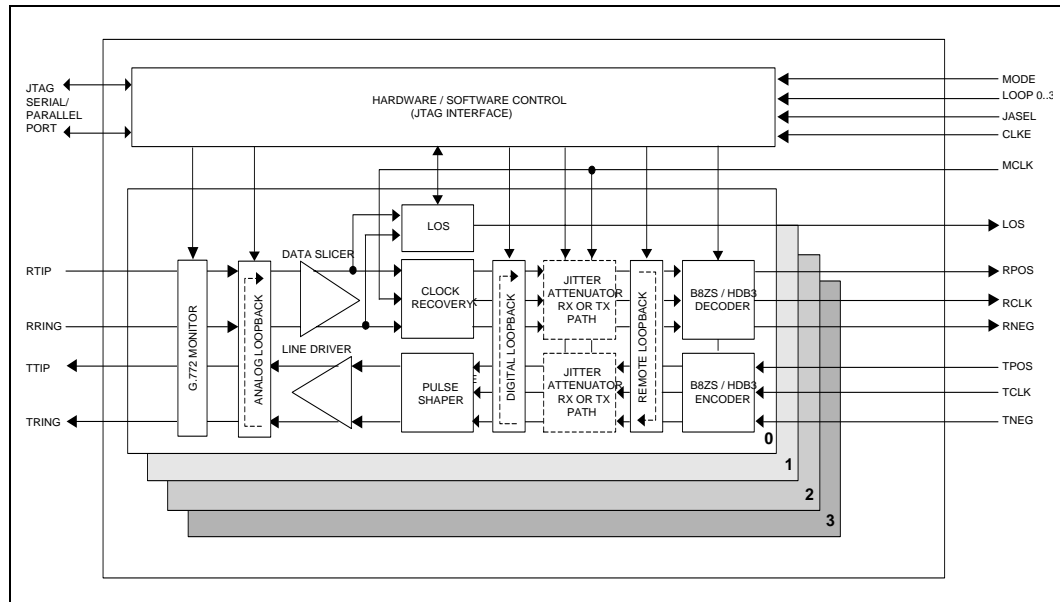 JTAG
SERIAL/
PARALLEL
PORT
HARDWARE / SOFTWARE CONTROL
(JTAG INTERFACE)
MODE
LOOP 0..3
JASEL
CLKE
MCLK
LOS
LOS
DATA SLICER
RTIP
RRING
TTIP
TRING
G.772 MONITOR
ANALOG LOOPBACK
LINE DRIVER
CLOCK
RECOVERY
PULSE
SHAPER
DIGITAL LOOPBACK
JITTER
ATTENUATOR
RX OR TX
PATH
JITTER
ATTENUATOR
RX OR TX
PATH
REMOTE LOOPBACK
B8ZS / HDB3
DECODER
B8ZS / HDB3
ENCODER
RPOS
RCLK
RNEG
TPOS
TCLK
TNEG
0
1
2
3